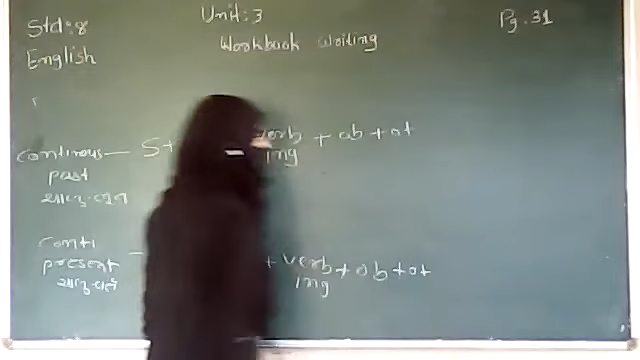 Std:8
Unit:3
Pg.31
English
Workbook writing
continous — S+
verb + ob + ot
ing
past
ચાલુ
conti —
present
+ verb + ob + ot
ing
ચાલુ